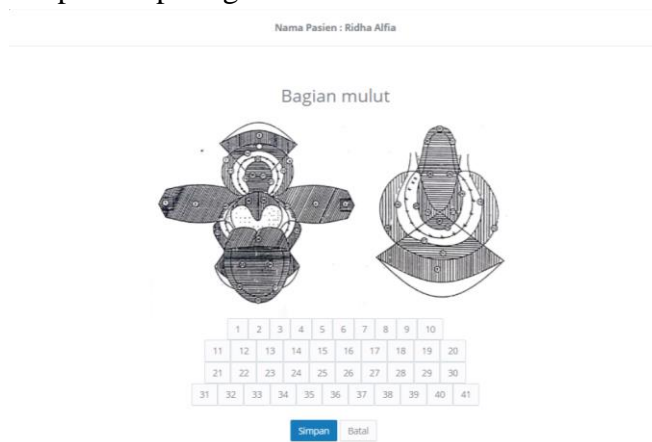 Nama Pasien : Ridha Alfia
Bagian mulut
1 2 3 4 5 6 7 8 9 10
11 12 13 14 15 16 17 18 19 20
21 22 23 24 25 26 27 28 29 30
31 32 33 34 35 36 37 38 39 40 41
Simpan Batal